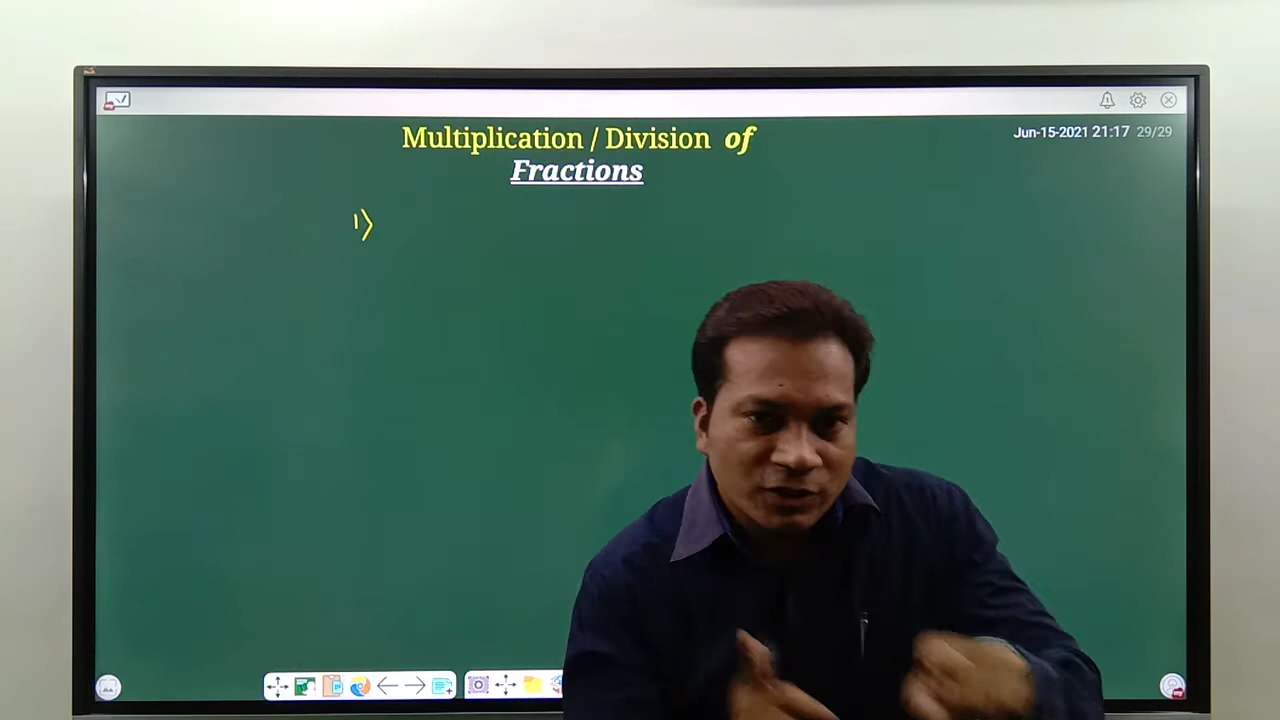 Jun-15-2021 21:17 29/29
Multiplication / Division of
Fractions
1)